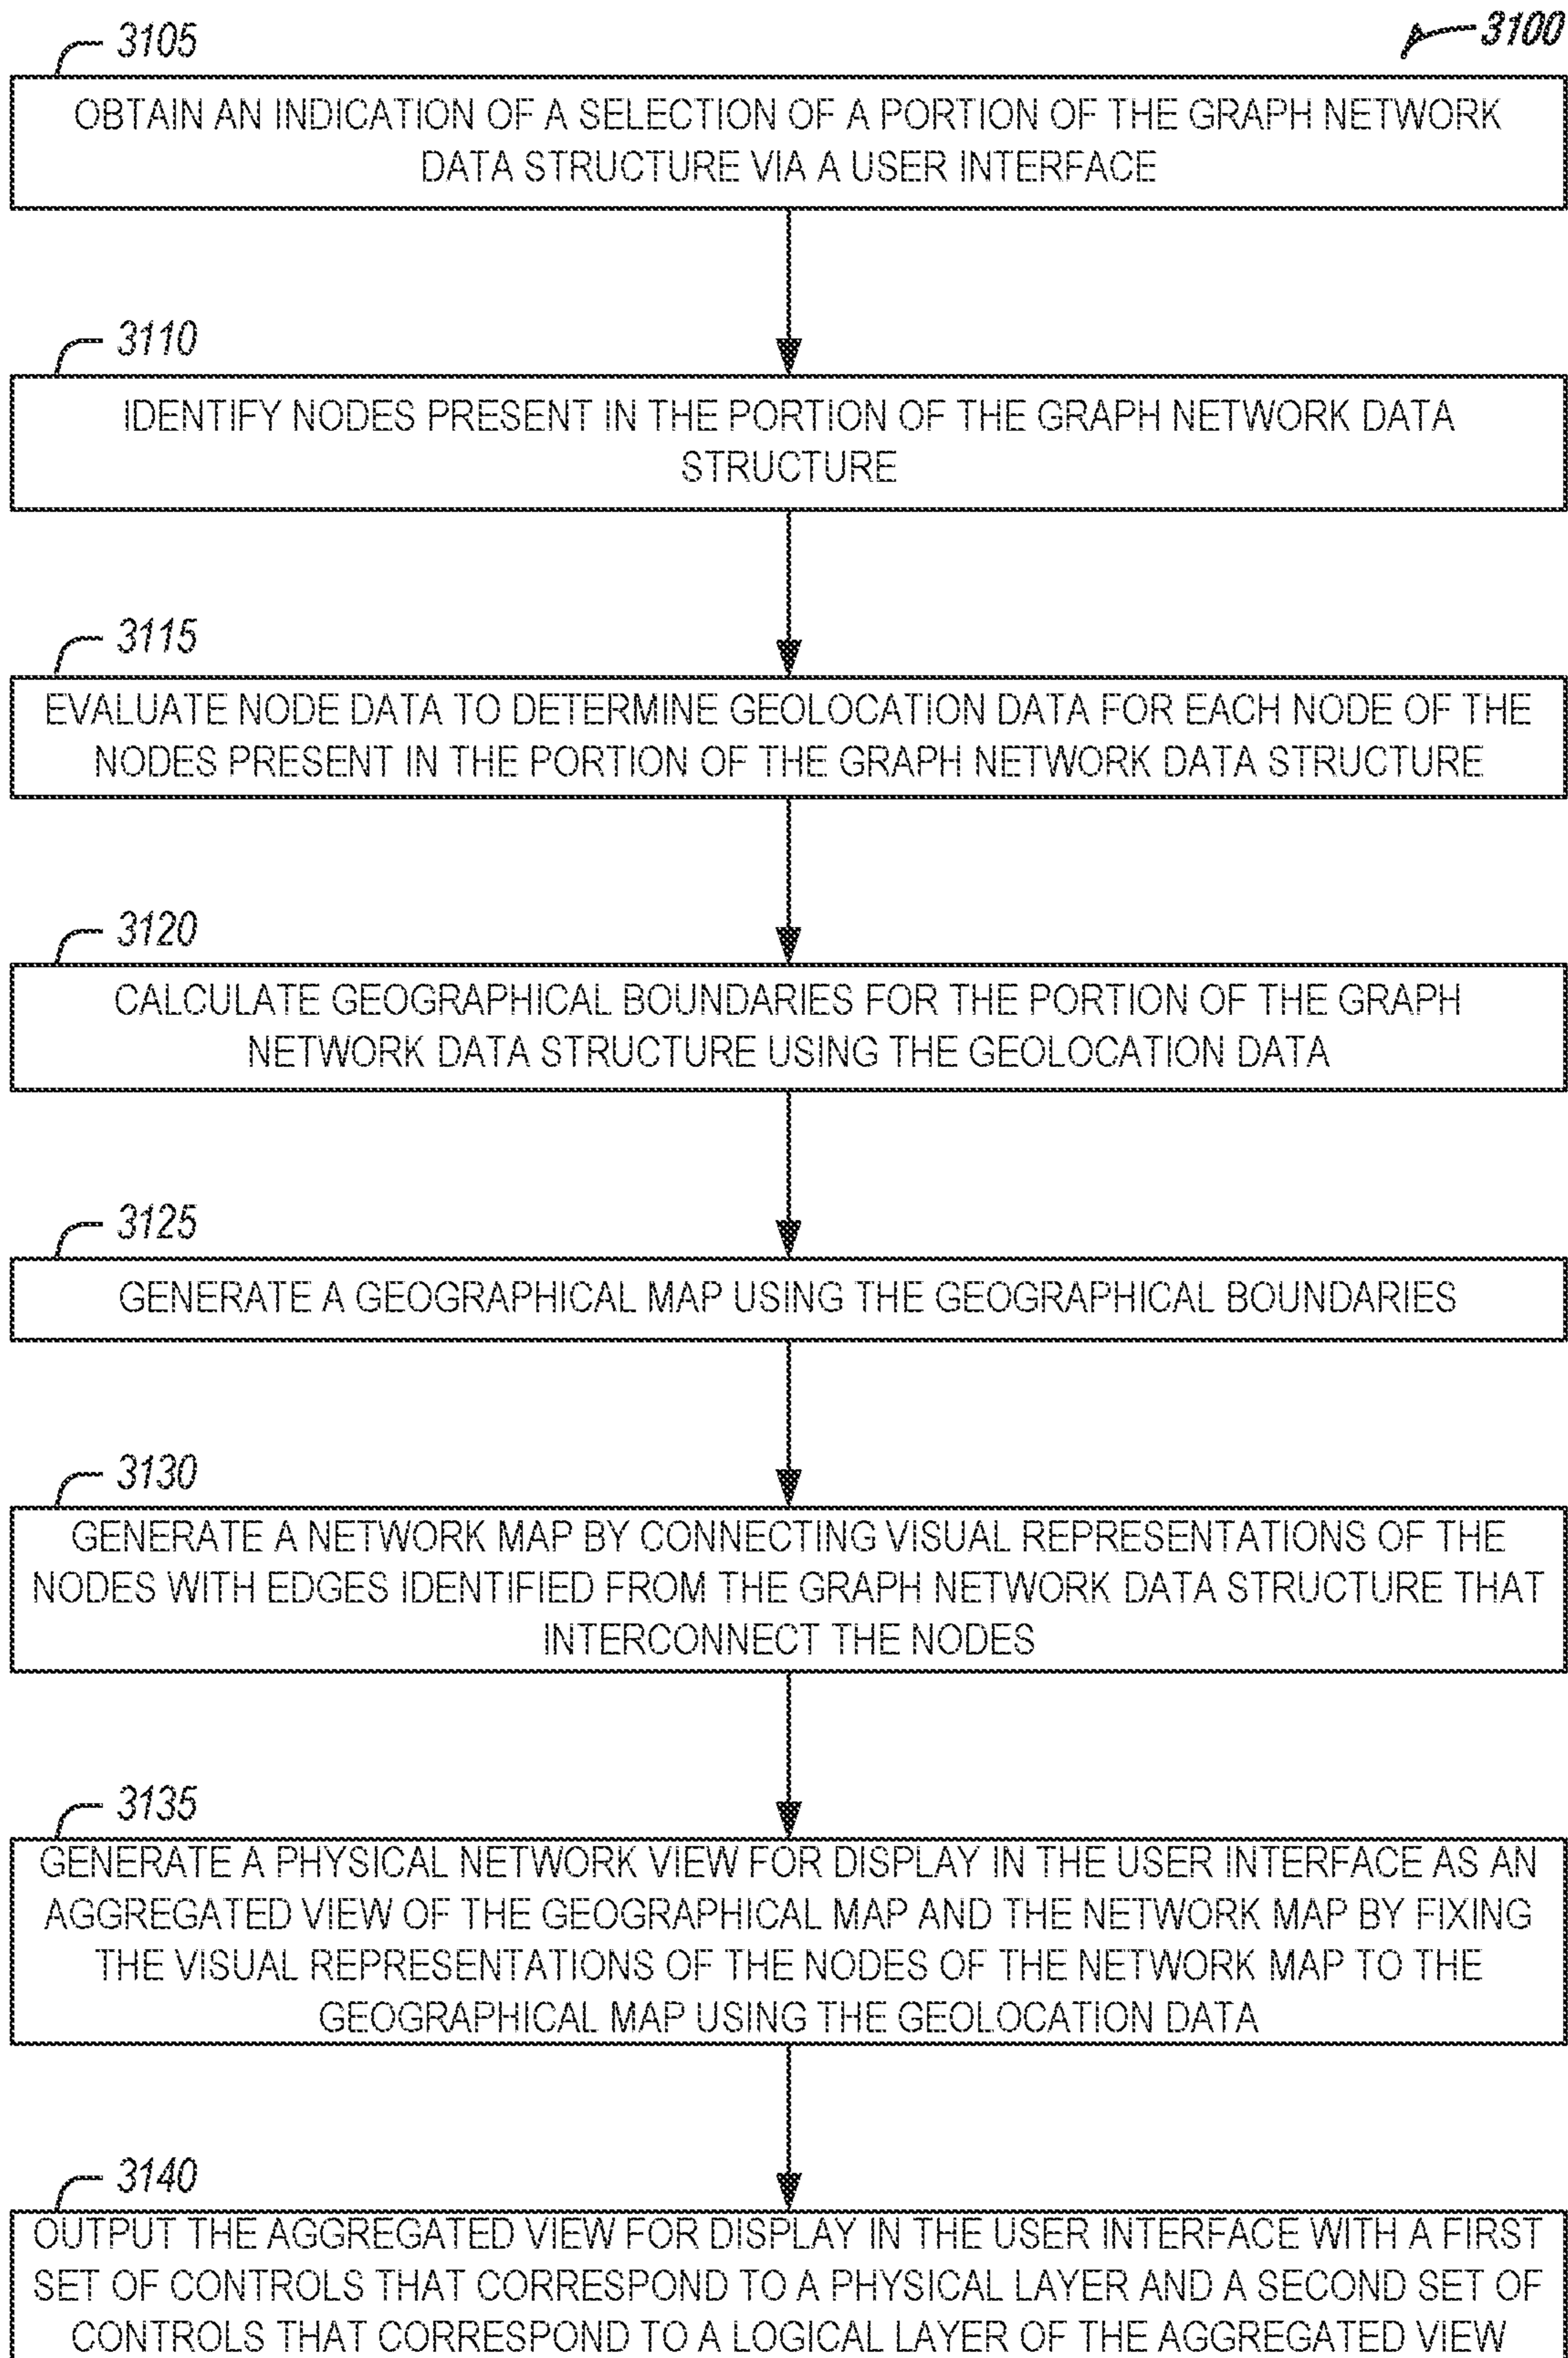 3100
3105
OBTAIN AN INDICATION OF A SELECTION OF A PORTION OF THE GRAPH NETWORK
DATA STRUCTURE VIA A USER INTERFACE
3110
IDENTIFY NODES PRESENT IN THE PORTION OF THE GRAPH NETWORK DATA
STRUCTURE
3115
EVALUATE NODE DATA TO DETERMINE GEOLOCATION DATA FOR EACH NODE OF THE
NODES PRESENT IN THE PORTION OF THE GRAPH NETWORK DATA STRUCTURE
3120
CALCULATE GEOGRAPHICAL BOUNDARIES FOR THE PORTION OF THE GRAPH
NETWORK DATA STRUCTURE USING THE GEOLOCATION DATA
3125
GENERATE A GEOGRAPHICAL MAP USING THE GEOGRAPHICAL BOUNDARIES
3130
GENERATE A NETWORK MAP BY CONNECTING VISUAL REPRESENTATIONS OF THE
NODES WITH EDGES IDENTIFIED FROM THE GRAPH NETWORK DATA STRUCTURE THAT
INTERCONNECT THE NODES
3135
GENERATE A PHYSICAL NETWORK VIEW FOR DISPLAY IN THE USER INTERFACE AS AN
AGGREGATED VIEW OF THE GEOGRAPHICAL MAP AND THE NETWORK MAP BY FIXING
THE VISUAL REPRESENTATIONS OF THE NODES OF THE NETWORK MAP TO THE
GEOGRAPHICAL MAP USING THE GEOLOCATION DATA
3140
OUTPUT THE AGGREGATED VIEW FOR DISPLAY IN THE USER INTERFACE WITH A FIRST
SET OF CONTROLS THAT CORRESPOND TO A PHYSICAL LAYER AND A SECOND SET OF
CONTROLS THAT CORRESPOND TO A LOGICAL LAYER OF THE AGGREGATED VIEW